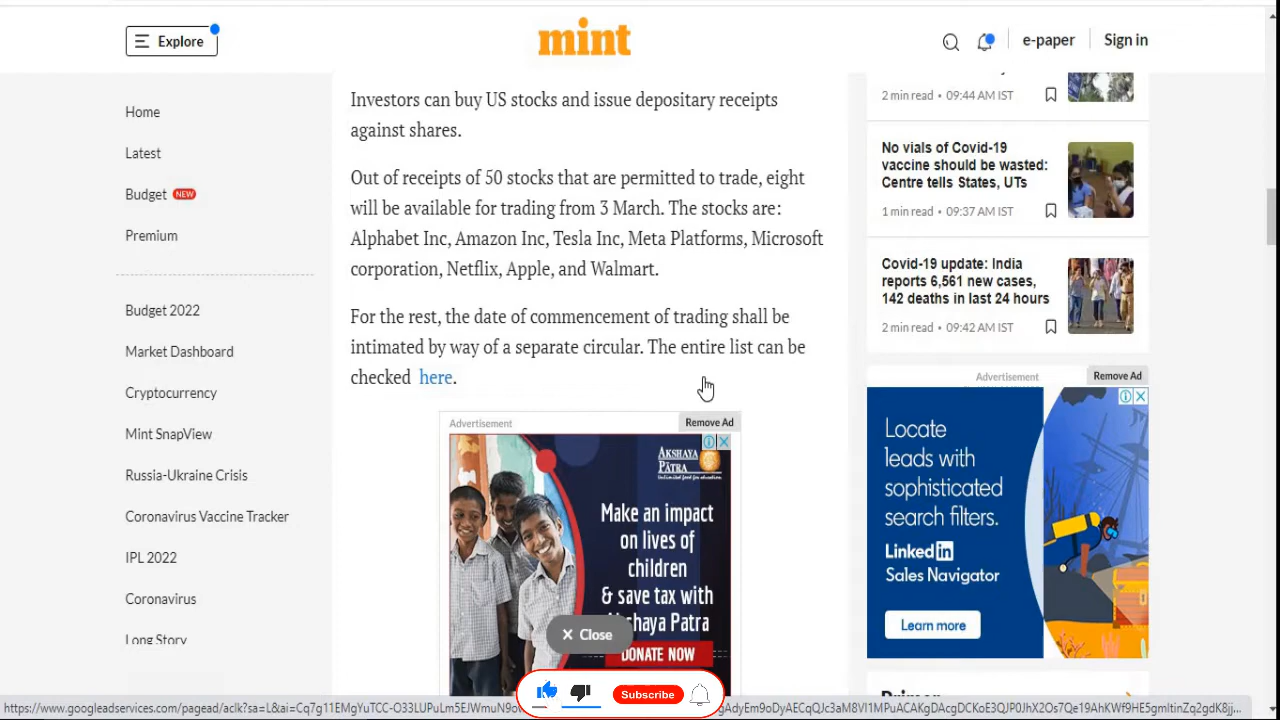 Explore
mint
e-paper
Sign in
Home
Latest
Budget NEW
Premium
Budget 2022
Market Dashboard
Cryptocurrency
Mint SnapView
Russia-Ukraine Crisis
Coronavirus Vaccine Tracker
IPL 2022
Coronavirus
Long Story
Investors can buy US stocks and issue depositary receipts
against shares.
Out of receipts of 50 stocks that are permitted to trade, eight
will be available for trading from 3 March. The stocks are:
Alphabet Inc, Amazon Inc, Tesla Inc, Meta Platforms, Microsoft
corporation, Netflix, Apple, and Walmart.
For the rest, the date of commencement of trading shall be
intimated by way of a separate circular. The entire list can be
checked here.
Advertisement
Remove Ad
AKSHAYA
PATRA
Unlimited food for education
Make an impact
on lives of
children
& save tax with
Patra
× Close
DONATE NOW
Subscribe
2 min read • 09:44 AM IST
No vials of Covid-19
vaccine should be wasted:
Centre tells States, UTs
1 min read • 09:37 AM IST
Covid-19 update: India
reports 6,561 new cases,
142 deaths in last 24 hours
2 min read • 09:42 AM IST
Advertisement
Remove Ad
Locate
leads with
sophisticated
search filters.
LinkedIn
Sales Navigator
Learn more